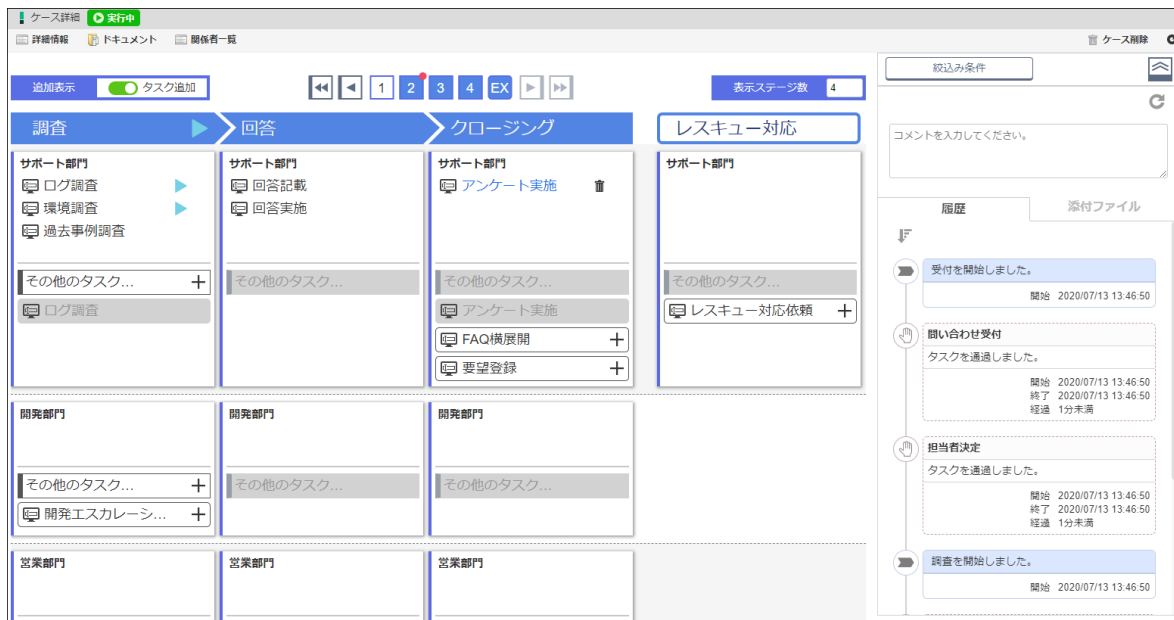 ケース詳細 実行中
詳細情報 ドキュメント 関係者一覧 ケース削除
追加表示 タスク追加 1 2 3 4 EX 表示ステージ数 4
調査 回答 クロージング レスキュー対応
サポート部門
ログ調査
環境調査
過去事例調査
その他のタスク...
ログ調査
サポート部門
回答記載
回答実施
その他のタスク...
サポート部門
アンケート実施
その他のタスク...
アンケート実施
FAQ横展開
要望登録
サポート部門
その他のタスク...
レスキュー対応依頼
開発部門
その他のタスク...
開発エスカレーシ...
開発部門
その他のタスク...
開発部門
その他のタスク...
営業部門
営業部門
営業部門
絞込み条件
コメントを入力してください。
履歴 添付ファイル
受付を開始しました。
開始 2020/07/13 13:46:50
問い合わせ受付
タスクを通過しました。
開始 2020/07/13 13:46:50
終了 2020/07/13 13:46:50
経過 1分未満
担当者決定
タスクを通過しました。
開始 2020/07/13 13:46:50
終了 2020/07/13 13:46:50
経過 1分未満
調査を開始しました。
開始 2020/07/13 13:46:50